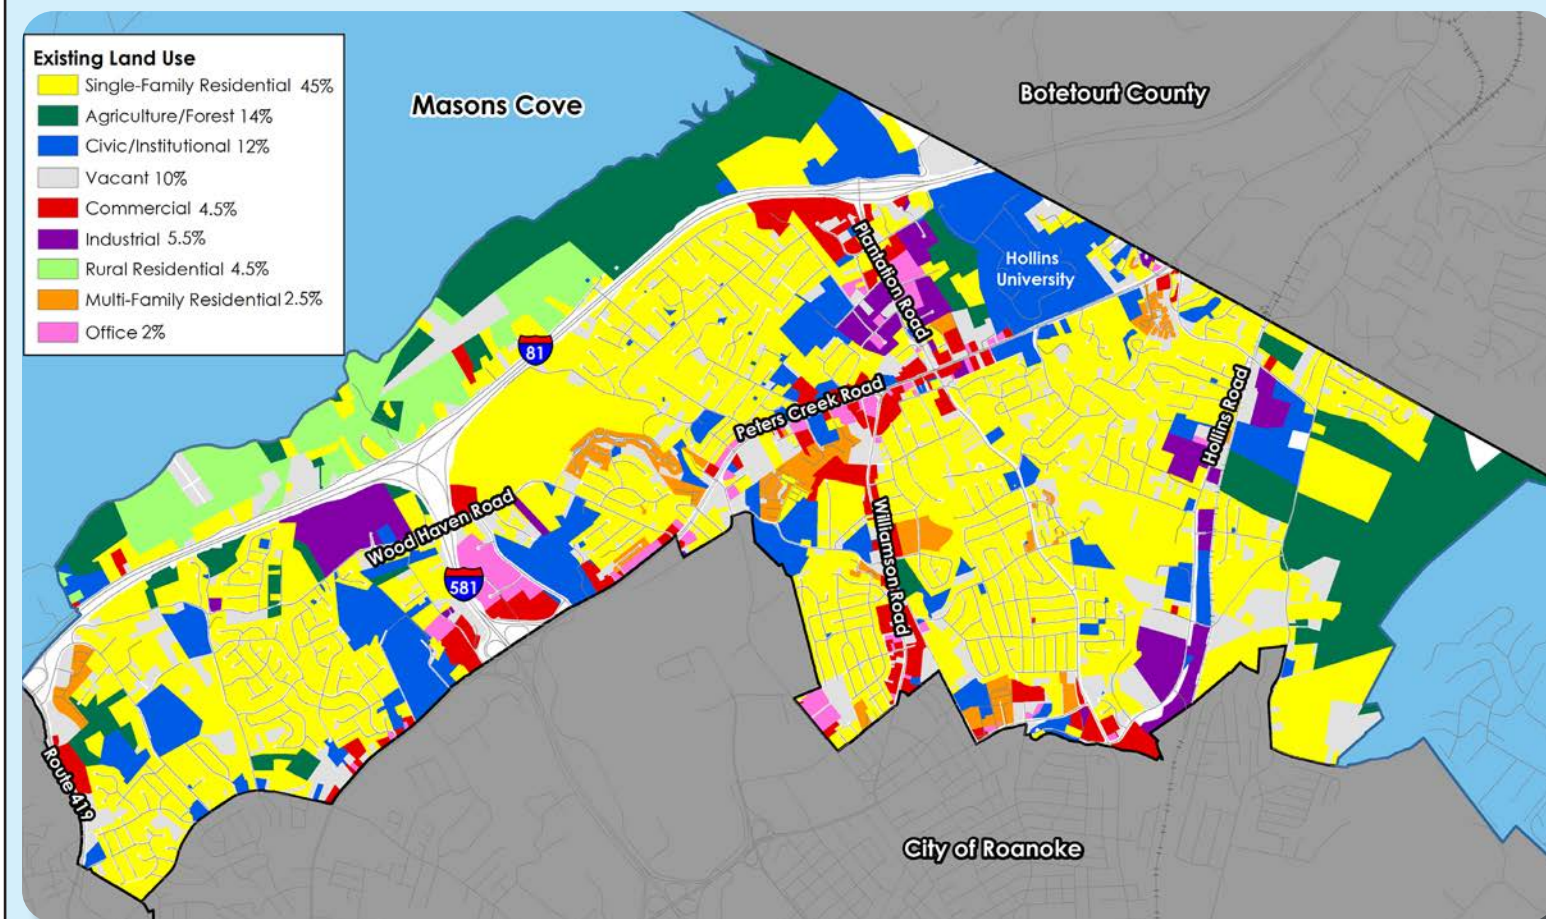 Existing Land Use
Single-Family Residential 45%
Agriculture/Forest 14%
Civic/Institutional 12%
Vacant 10%
Commercial 4.5%
Industrial 5.5%
Rural Residential 4.5%
Multi-Family Residential 2.5%
Office 2%
Masons Cove
Botetourt County
Hollins
University
Plantation Road
81
Peters Creek Road
Hollins Road
Wood Haven Road
Williamson Road
581
Route 419
City of Roanoke